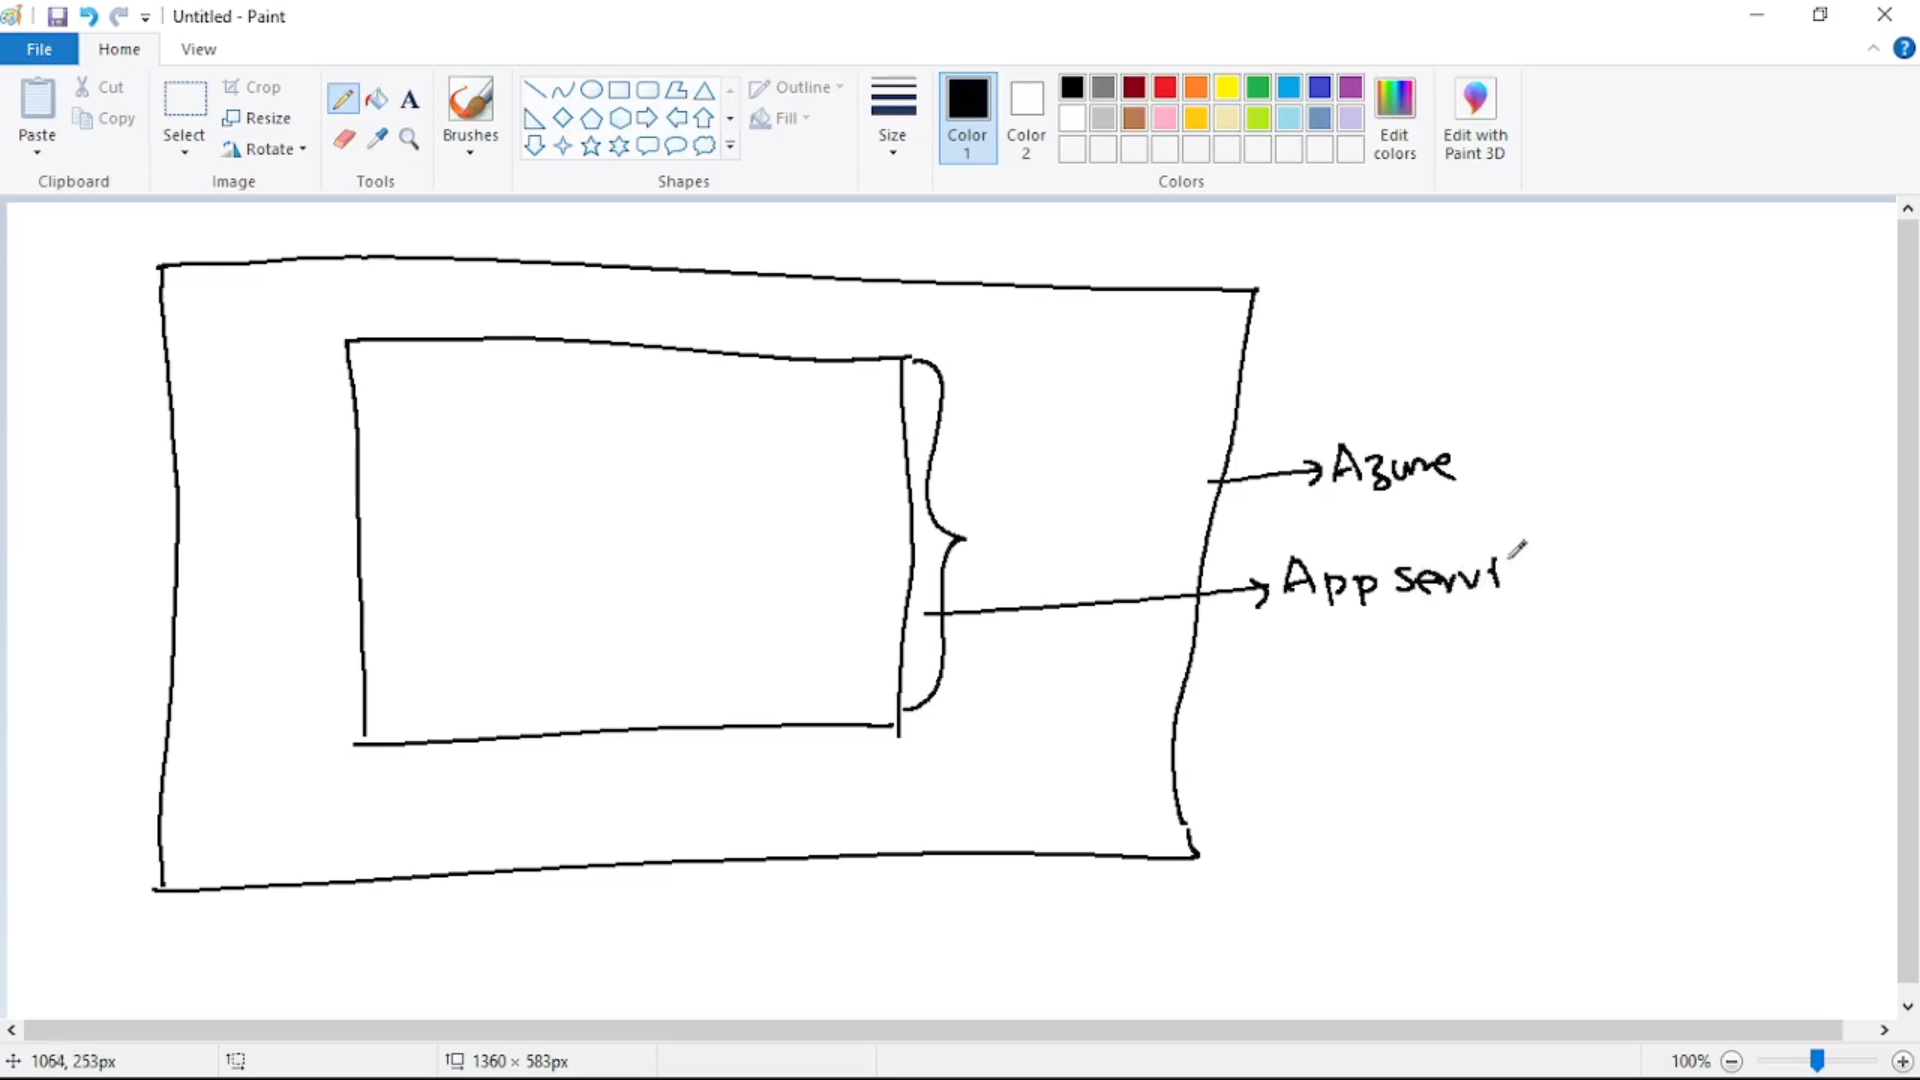 Untitled - Paint
File Home View
Paste
Cut
Copy
Clipboard
Select
Crop
Resize
Rotate
Image
A
Tools
Brushes
Shapes
Outline
Fill
Size
Color 1
Color 2
Colors
Edit colors
Edit with Paint 3D
Azure
App servi
1064, 253px
1360 × 583px
100%